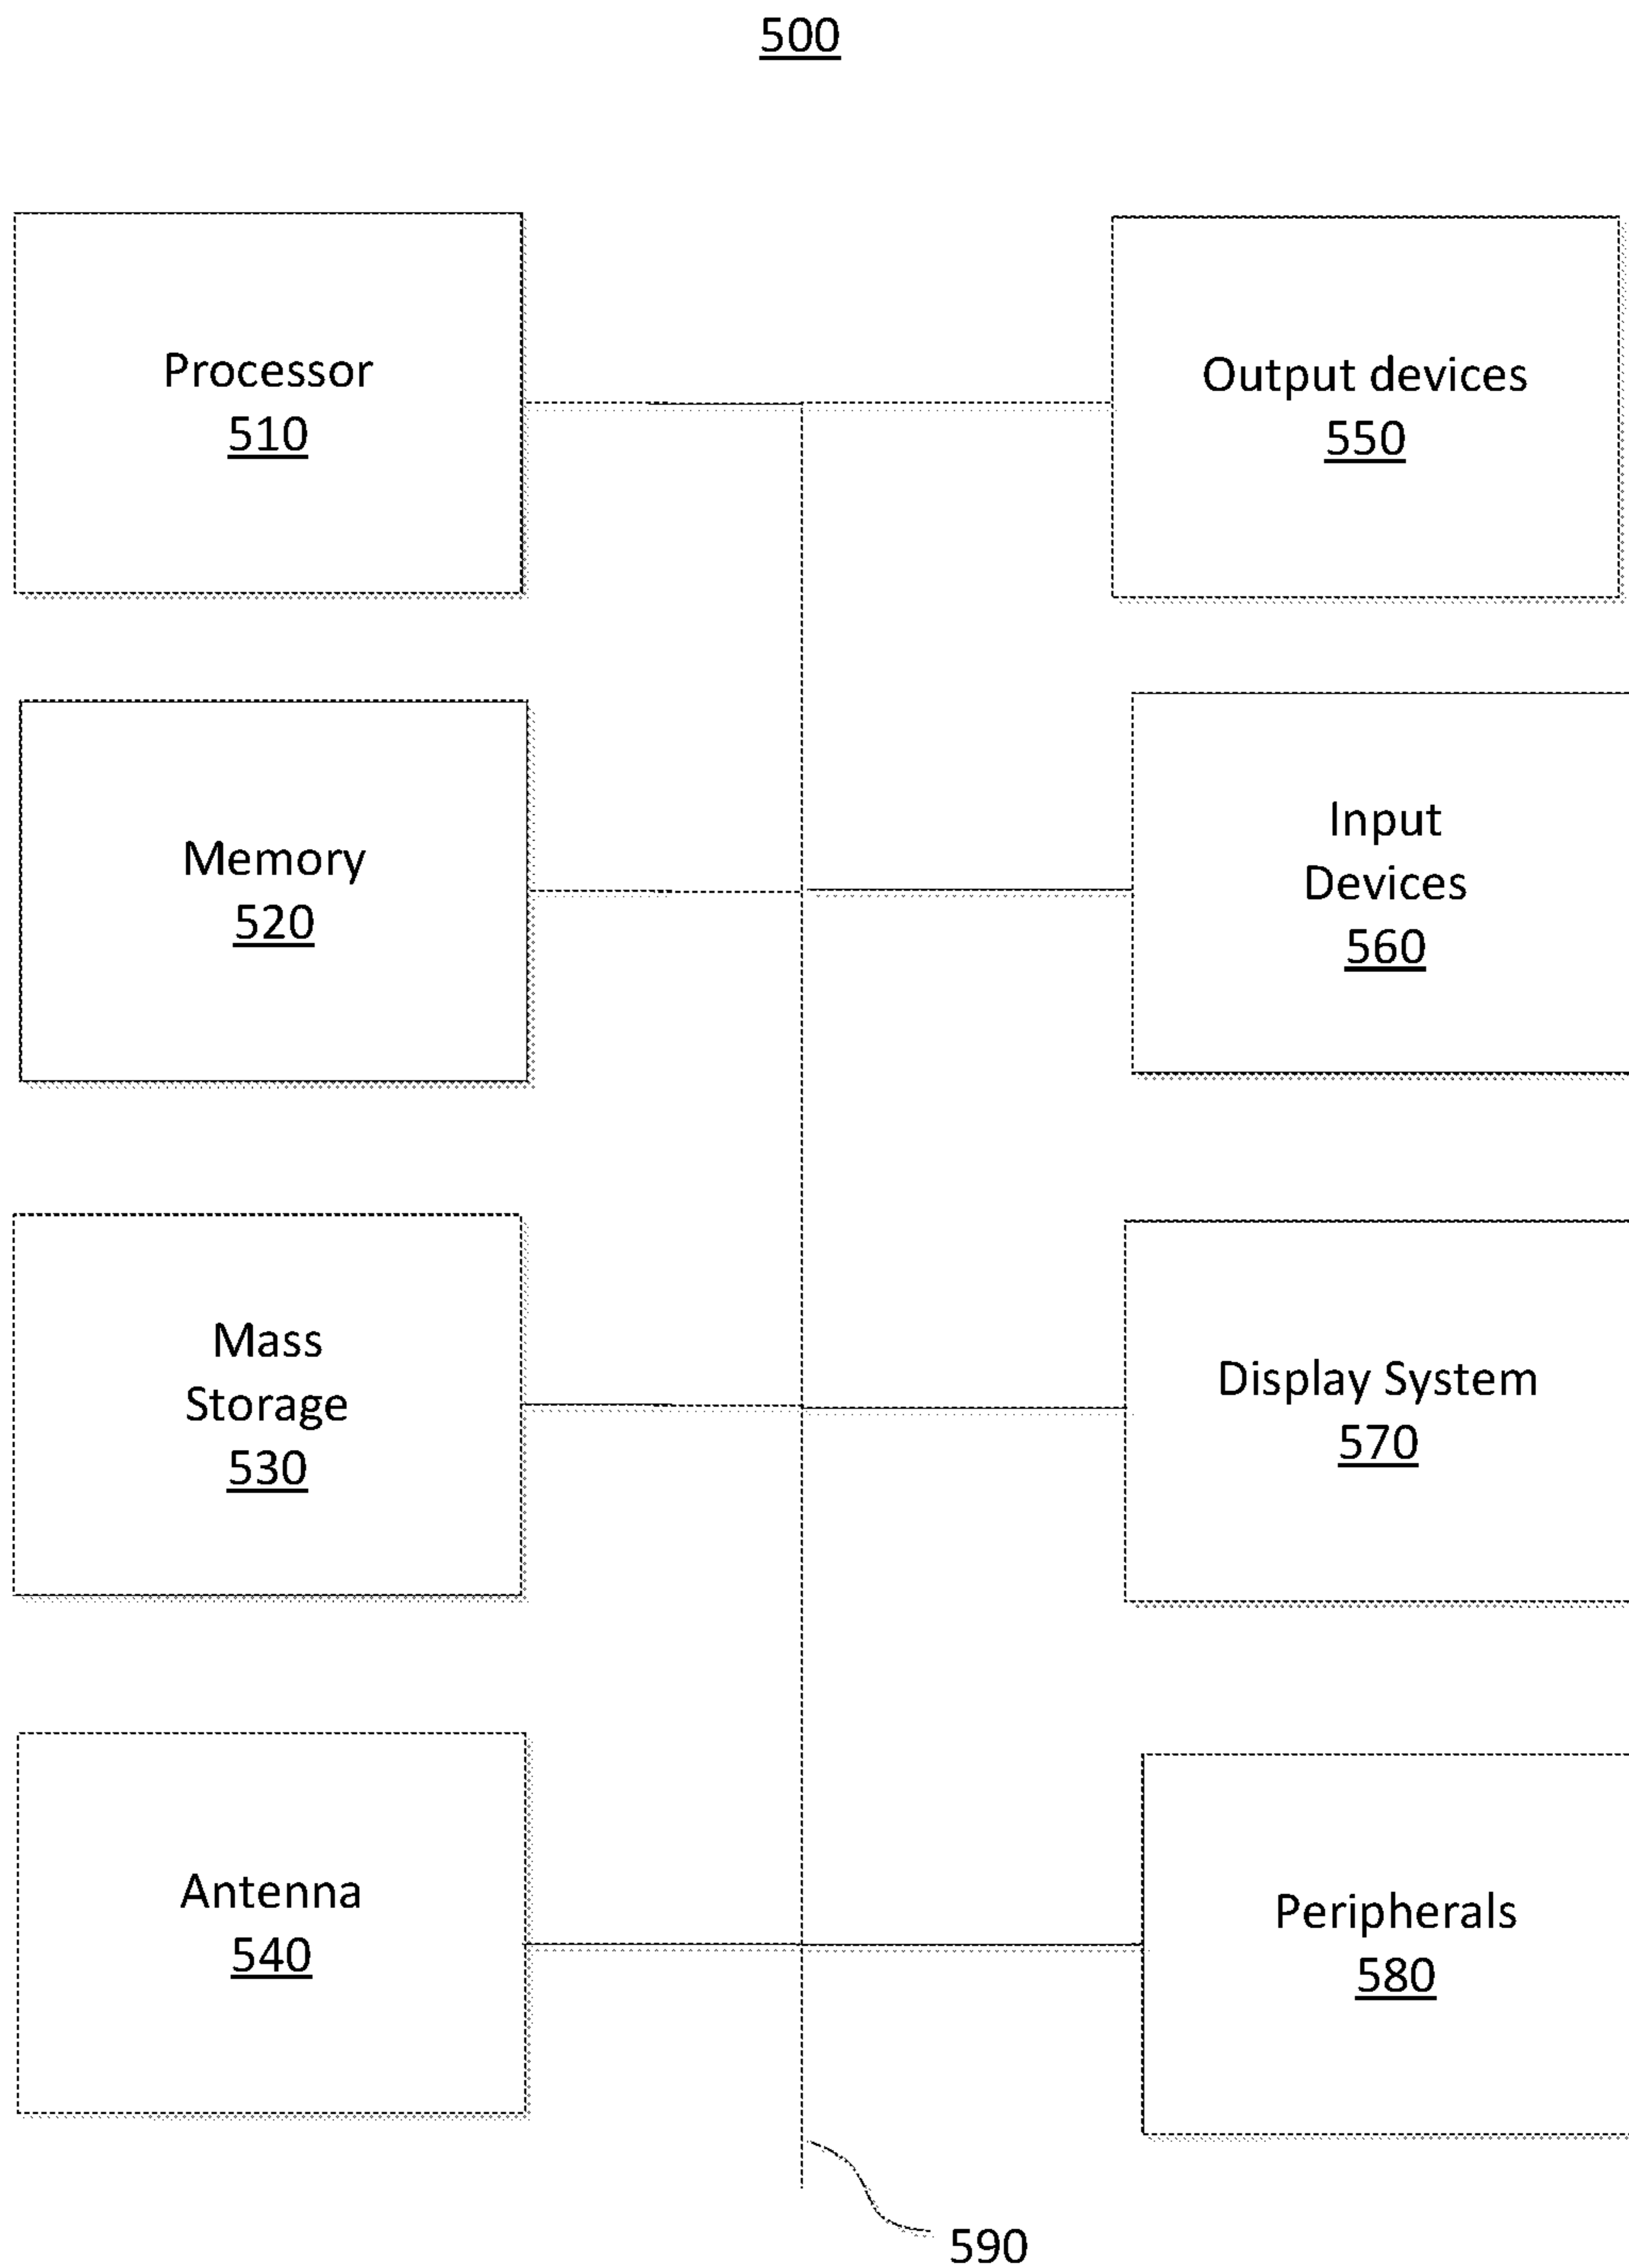 500
Processor
510
Output devices
550
Memory
520
Input
Devices
560
Mass
Storage
530
Display System
570
Antenna
540
Peripherals
580
590